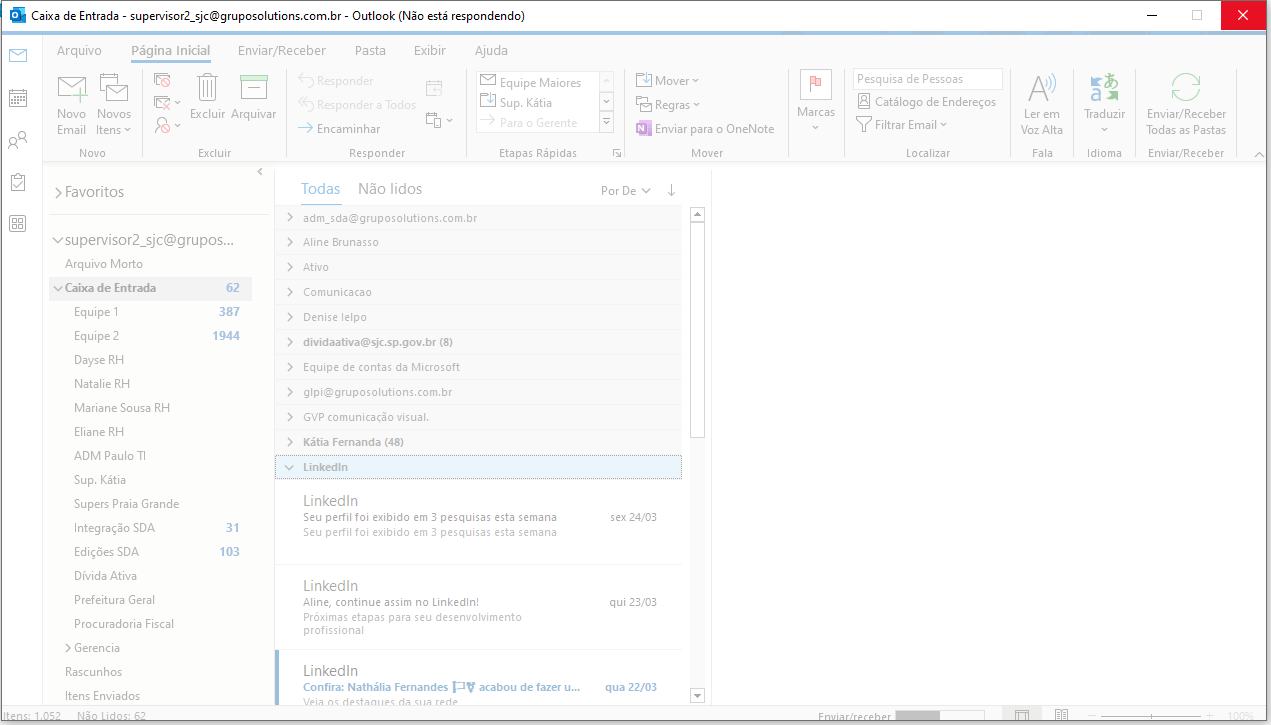 Caixa de Entrada - supervisor2_sjc@gruposolutions.com.br - Outlook (Não está respondendo)
Arquivo Página Inicial Enviar/Receber Pasta Exibir Ajuda
Novo Email
Novos Itens
Novo
Excluir Arquivar
Excluir
Responder
Responder a Todos
Encaminhar
Responder
Equipe Maiores
Sup. Kátia
Para o Gerente
Etapas Rápidas
Mover
Regras
Enviar para o OneNote
Mover
Marcas
Pesquisa de Pessoas
Catálogo de Endereços
Filtrar Email
Localizar
Ler em Voz Alta
Fala
Traduzir
Idioma
Enviar/Receber Todas as Pastas
Enviar/Receber
Favoritos
supervisor2_sjc@grupos...
Arquivo Morto
Caixa de Entrada 62
Equipe 1 387
Equipe 2 1944
Dayse RH
Natalie RH
Mariane Sousa RH
Eliane RH
ADM Paulo TI
Sup. Kátia
Supers Praia Grande
Integração SDA 31
Edições SDA 103
Dívida Ativa
Prefeitura Geral
Procuradoria Fiscal
Gerencia
Rascunhos
Itens Enviados
Todas Não lidos Por De
adm_sda@gruposolutions.com.br
Aline Brunasso
Ativo
Comunicacao
Denise Ielpo
dividaativa@sjc.sp.gov.br (8)
Equipe de contas da Microsoft
glpi@gruposolutions.com.br
GVP comunicação visual.
Kátia Fernanda (48)
LinkedIn
LinkedIn
Seu perfil foi exibido em 3 pesquisas esta semana sex 24/03
Seu perfil foi exibido em 3 pesquisas esta semana
LinkedIn
Aline, continue assim no LinkedIn! qui 23/03
Próximas etapas para seu desenvolvimento
profissional
LinkedIn
Confira: Nathália Fernandes acabou de fazer u... qua 22/03
Veja os destaques da sua rede
Itens: 1.052 Não Lidos: 62 Enviar/receber 100%